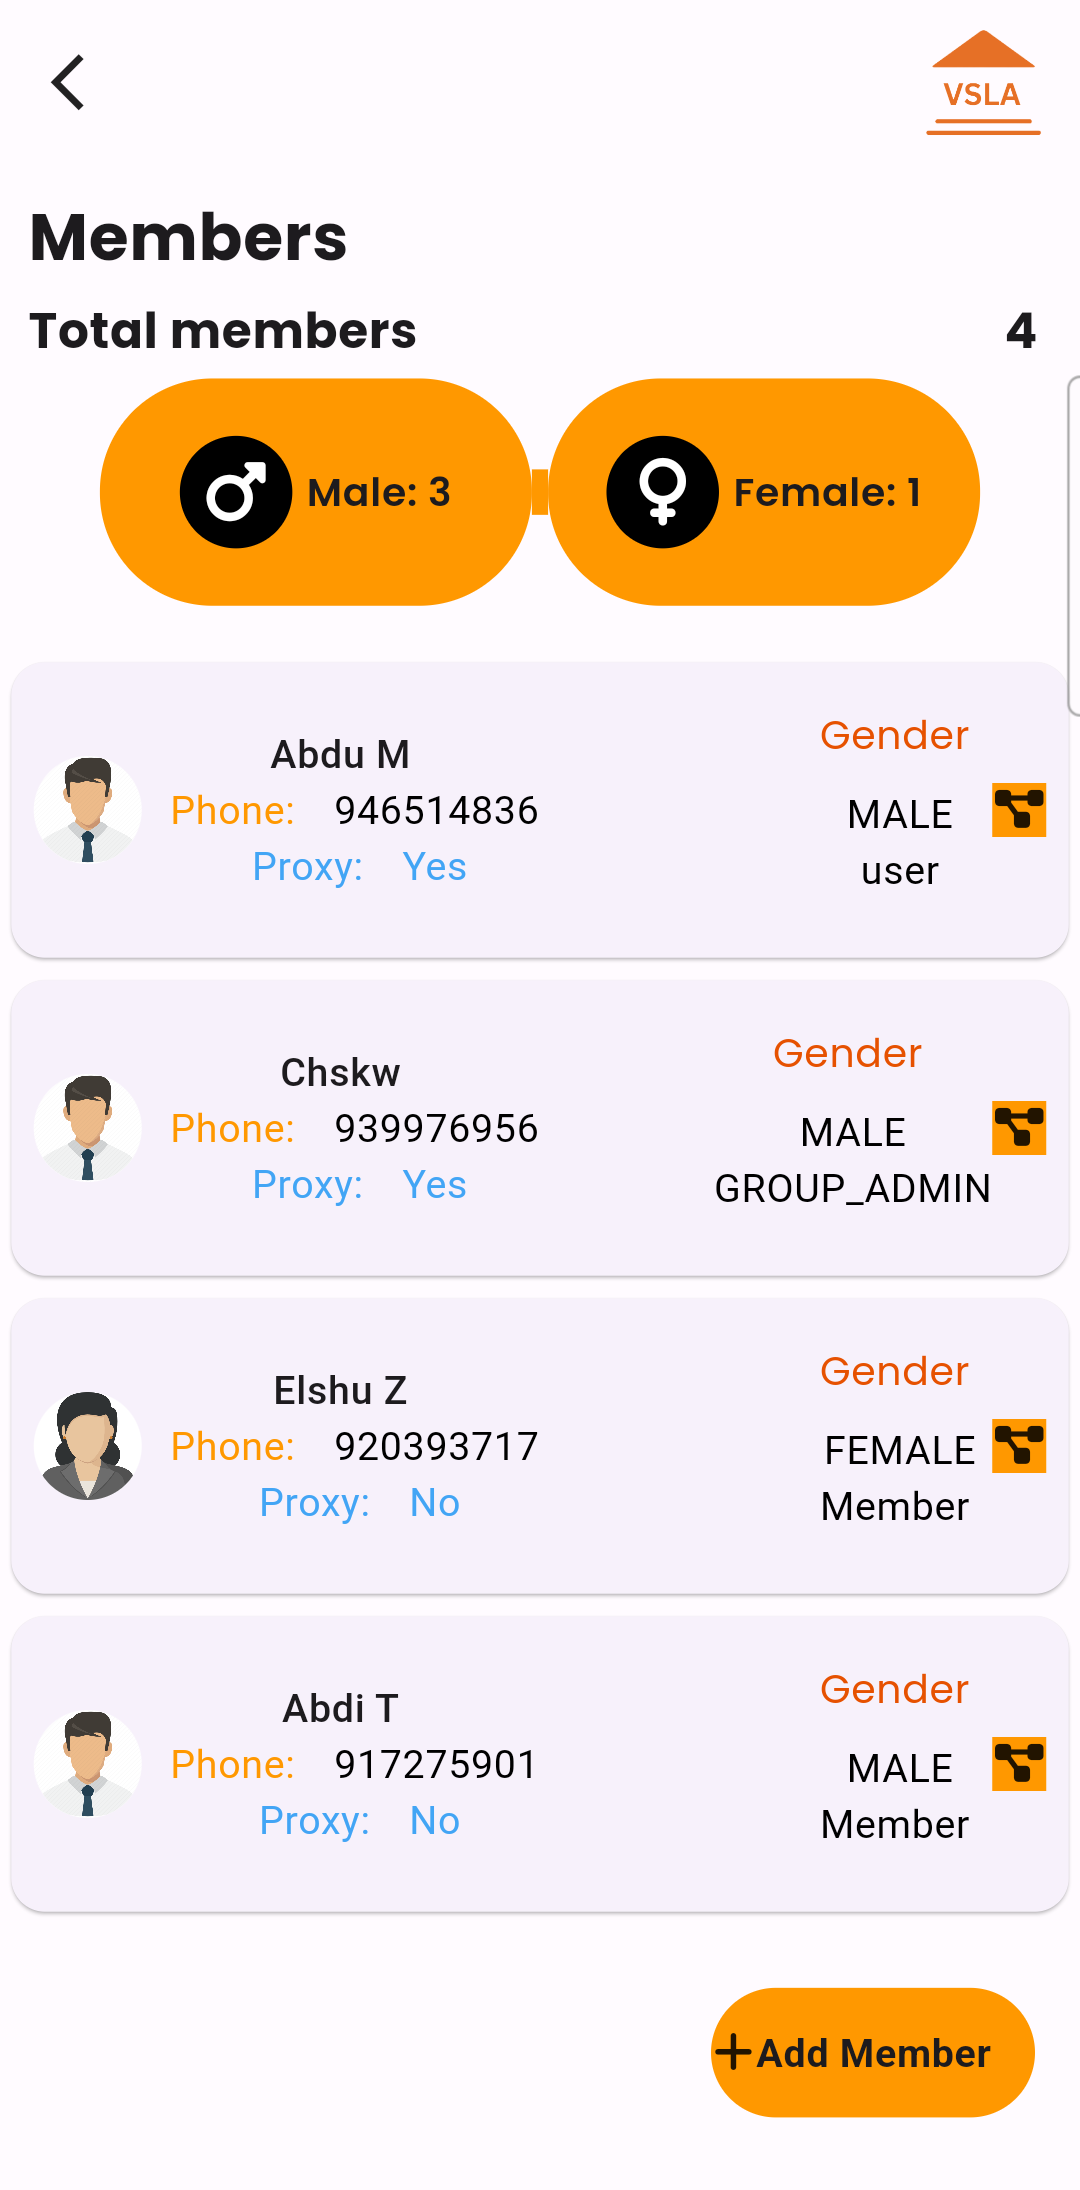 VSLA
Members
Total members 4
Male: 3 Female: 1
Abdu M
Gender
Phone: 946514836
MALE
Proxy: Yes
user
Chskw
Gender
Phone: 939976956
MALE
Proxy: Yes
GROUP_ADMIN
Elshu Z
Gender
Phone: 920393717
FEMALE
Proxy: No
Member
Abdi T
Gender
Phone: 917275901
MALE
Proxy: No
Member
+Add Member